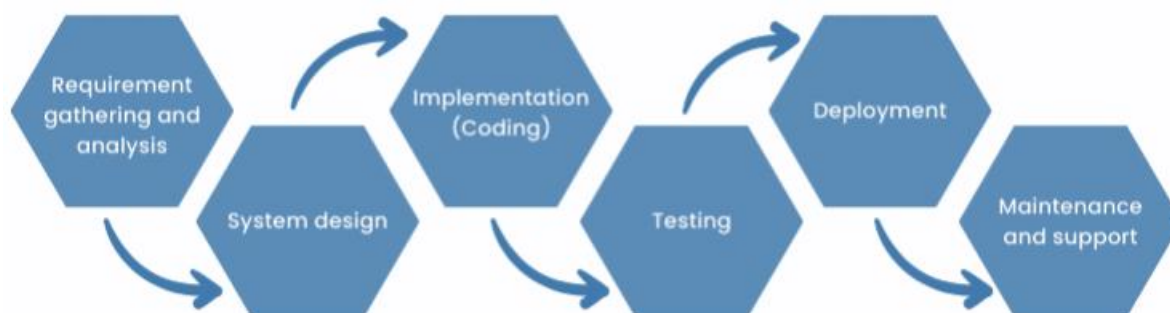 Requirement
gathering and
analysis
System design
Implementation
(Coding)
Testing
Deployment
Maintenance
and support